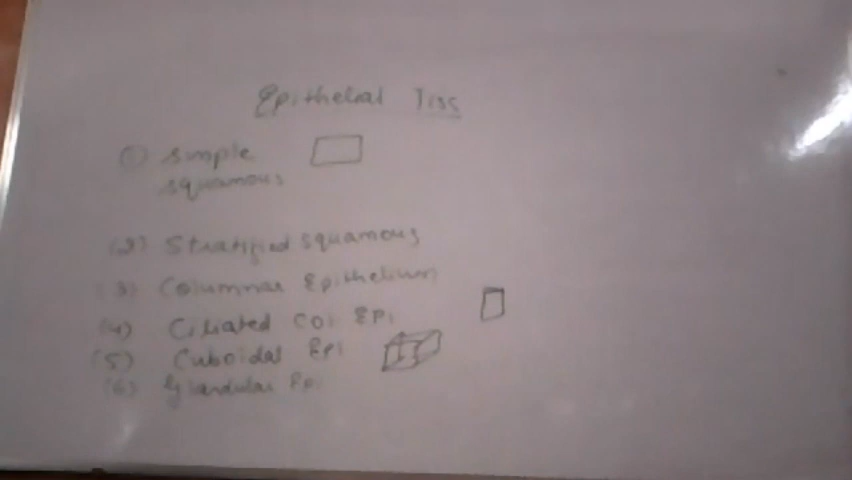 Epithelial Tiss
(1) Simple
squamous
(2) Stratified squamous
(3) Columnar Epithelium
(4) Ciliated Col Epi
(5) Cuboidal Epi
(6) Glandular Epi